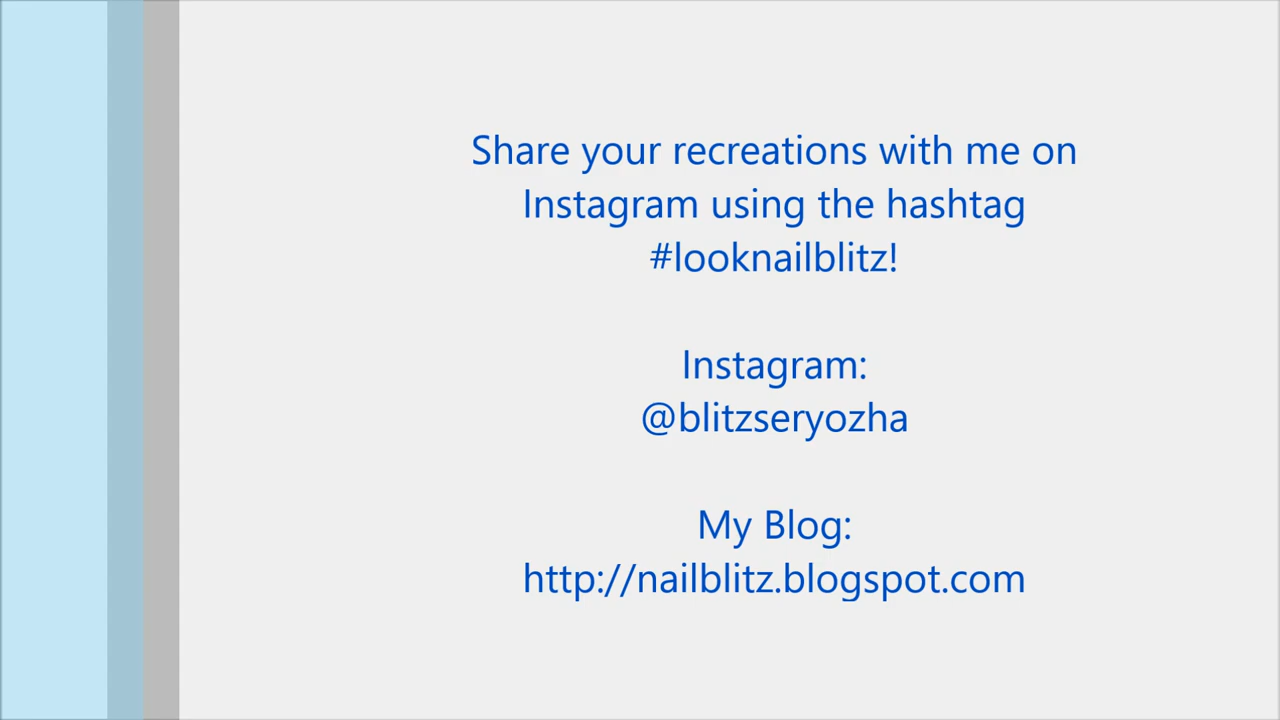 Share your recreations with me on
Instagram using the hashtag
#looknailblitz!
Instagram:
@blitzseryozha
My Blog:
http://nailblitz.blogspot.com